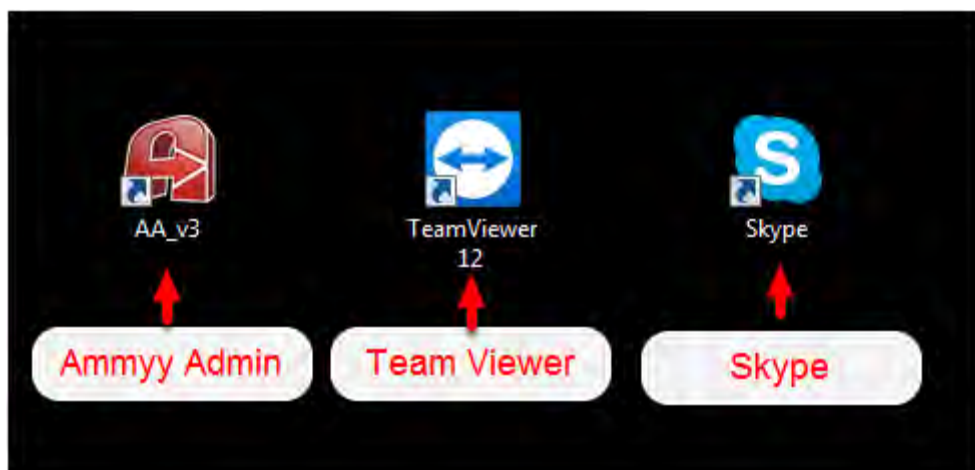 AA_v3
TeamViewer
12
Skype
Ammyy Admin
Team Viewer
Skype